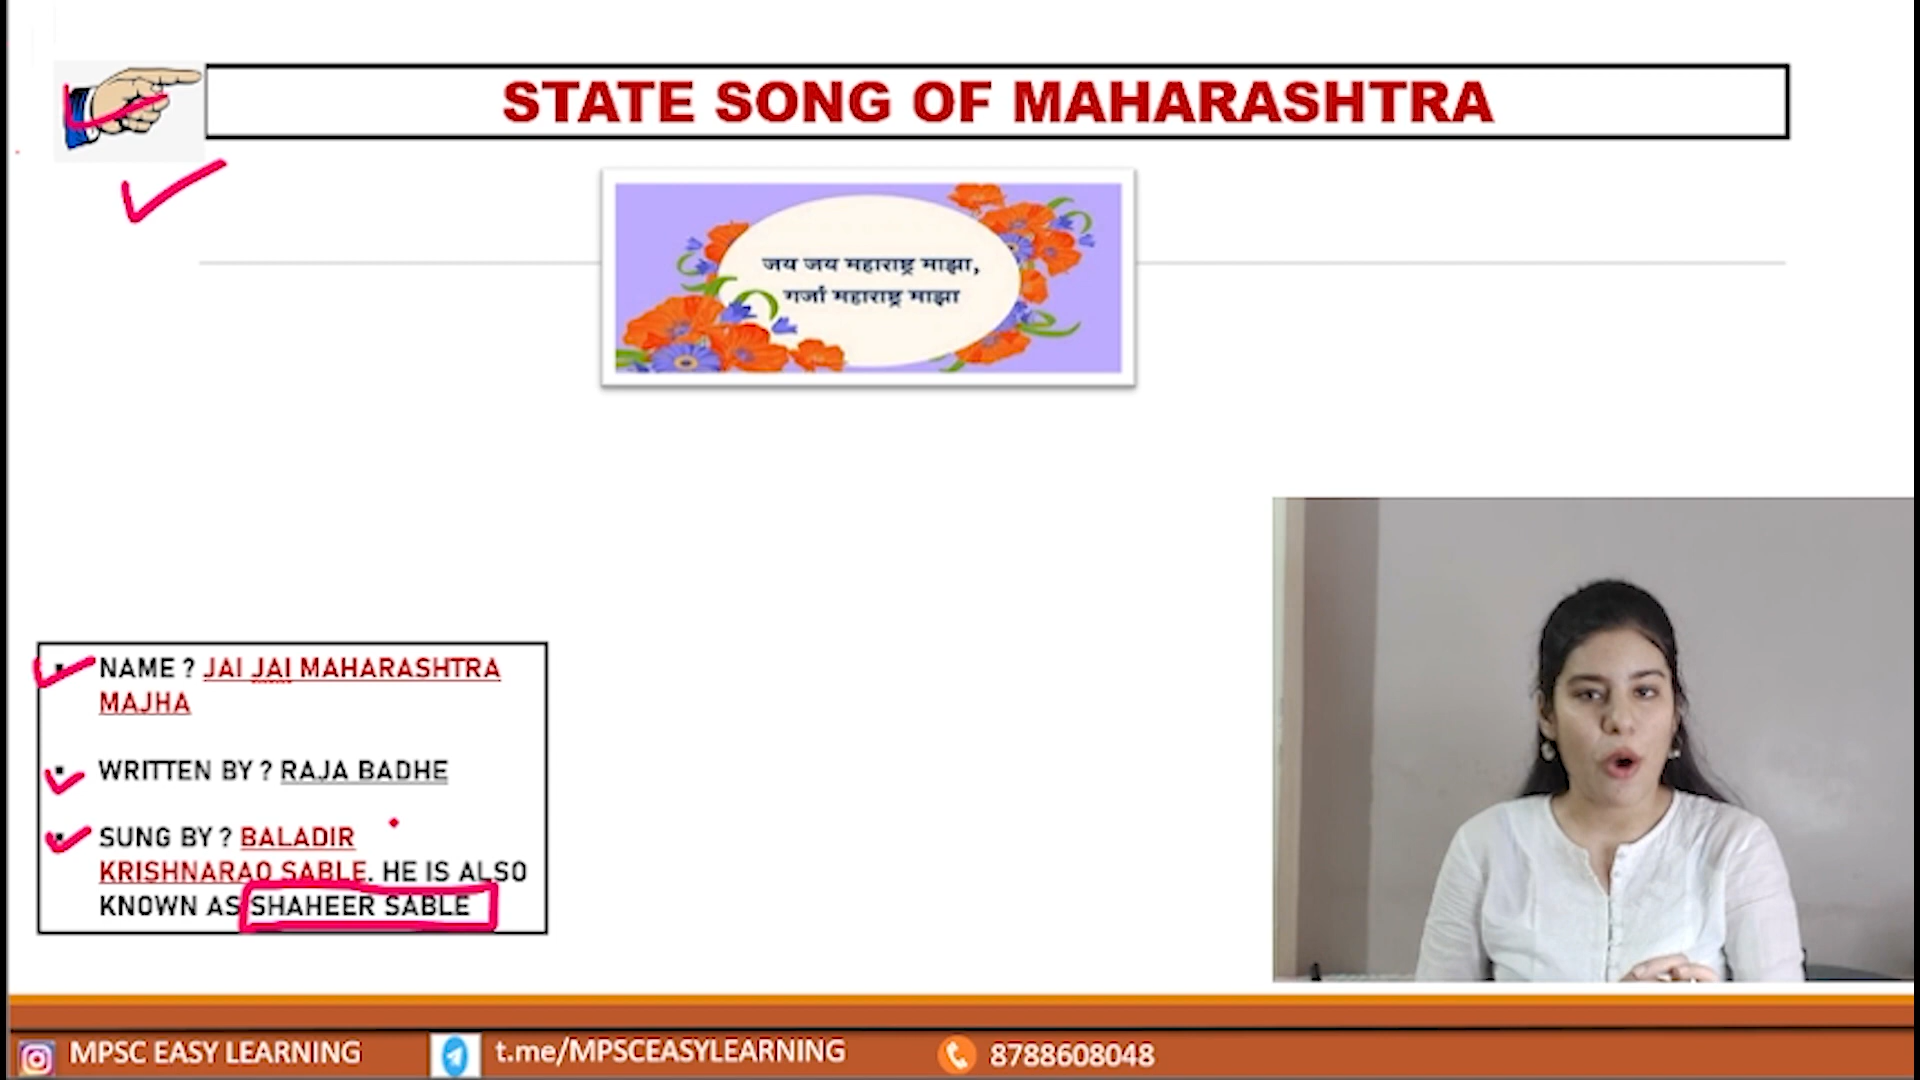 STATE SONG OF MAHARASHTRA
जय जय महाराष्ट्र माझा,
गर्जा महाराष्ट्र माझा
NAME ? JAI JAI MAHARASHTRA
MAJHA
WRITTEN BY ? RAJA BADHE
SUNG BY ? BALADIR
KRISHNARAO SABLE. HE IS ALSO
KNOWN AS SHAHEER SABLE
MPSC EASY LEARNING
t.me/MPSCEASYLEARNING
8788608048